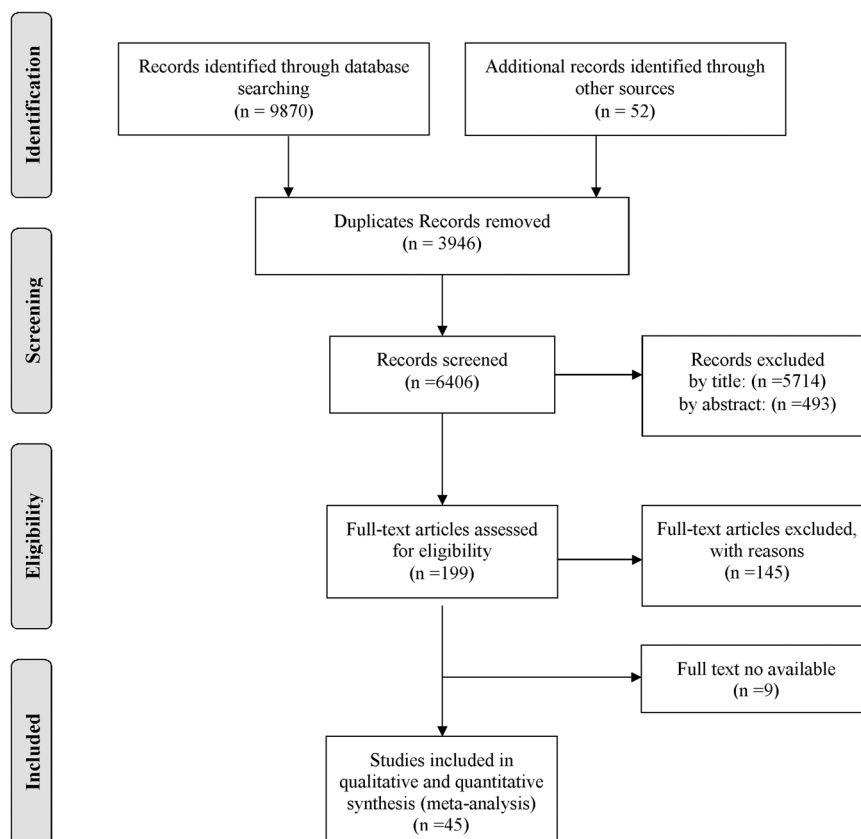 Identification
Records identified through database
searching
(n = 9870)
Additional records identified through
other sources
(n = 52)
Duplicates Records removed
(n = 3946)
Screening
Records screened
(n =6406)
Records excluded
by title: (n =5714)
by abstract: (n =493)
Eligibility
Full-text articles assessed
for eligibility
(n =199)
Full-text articles excluded,
with reasons
(n =145)
Included
Full text no available
(n =9)
Studies included in
qualitative and quantitative
synthesis (meta-analysis)
(n =45)